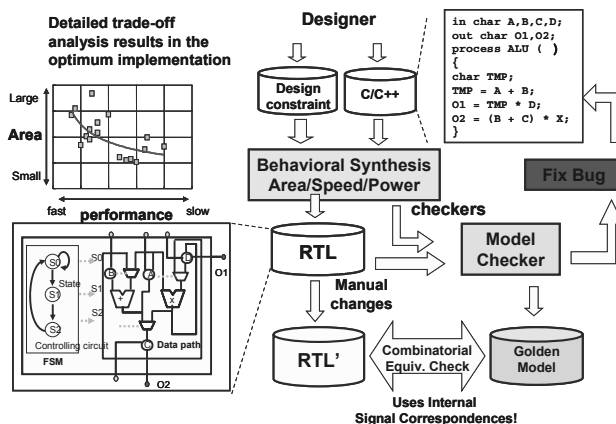 Detailed trade-off
analysis results in the
optimum implementation
Large
Area
Small
fast
slow
performance
Designer
Design
constraint
C/C++
in char A,B,C,D;
out char O1,O2;
process ALU ( )
{
char TMP;
TMP = A + B;
O1 = TMP * D;
O2 = (B + C) * X;
}
Behavioral Synthesis
Area/Speed/Power
Fix Bug
checkers
RTL
Model
Checker
Manual
changes
S0
State
S1
S2
Controlling circuit
FSM
S0
S1
S2
B
A
D
+
x
C
Data path
O1
O2
RTL’
Combinatorial
Equiv. Check
Golden
Model
Uses Internal
Signal Correspondences!